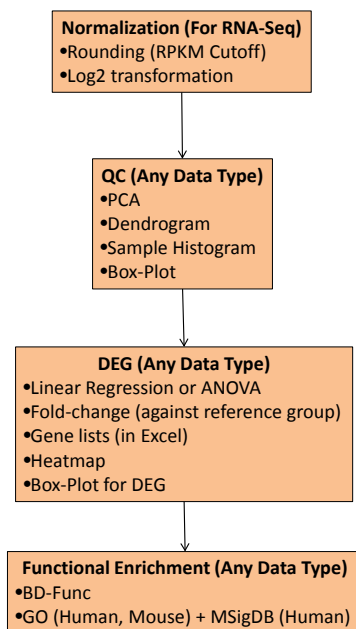 Normalization (For RNA-Seq)
•Rounding (RPKM Cutoff)
•Log2 transformation
QC (Any Data Type)
•PCA
•Dendrogram
•Sample Histogram
•Box-Plot
DEG (Any Data Type)
•Linear Regression or ANOVA
•Fold-change (against reference group)
•Gene lists (in Excel)
•Heatmap
•Box-Plot for DEG
Functional Enrichment (Any Data Type)
•BD-Func
•GO (Human, Mouse) + MSigDB (Human)